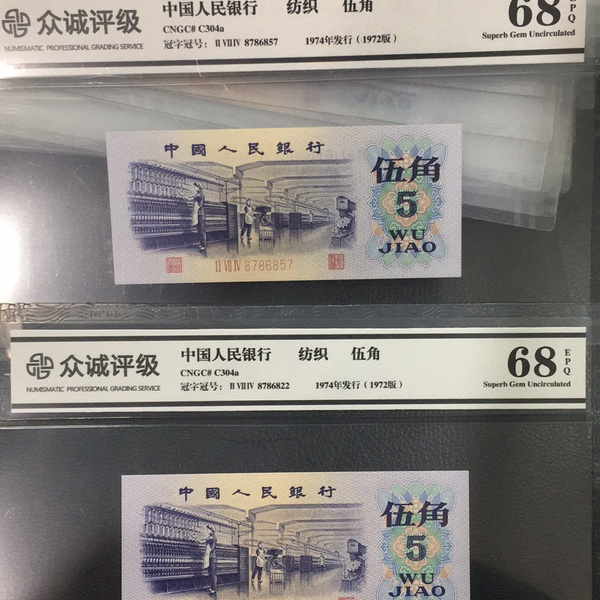 众诚评级
NUMISMATIC PROFESSIONAL GRADING SERVICE
中国人民银行 纺织 伍角
CNGC# C304a
冠字冠号: II VII IV 8786857 1974年发行(1972版)
68 EPQ
Superb Gem Uncirculated
中國人民銀行
伍角
5
WU
JIAO
II VII IV 8786857
众诚评级
NUMISMATIC PROFESSIONAL GRADING SERVICE
中国人民银行 纺织 伍角
CNGC# C304a
冠字冠号: II VII IV 8786822 1974年发行(1972版)
68 EPQ
Superb Gem Uncirculated
中國人民銀行
伍角
5
WU
JIAO